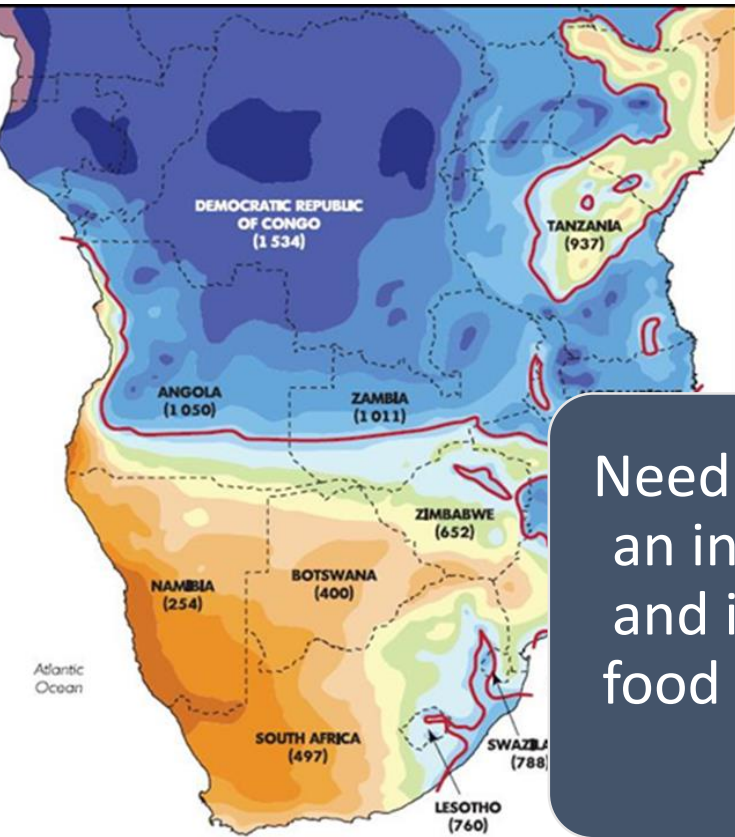 DEMOCRATIC REPUBLIC
OF CONGO
(1 534)
TANZANIA
(937)
ANGOLA
(1 050)
ZAMBIA
(1 011)
ZIMBABWE
(652)
BOTSWANA
(400)
NAMIBIA
(254)
Atlantic
Ocean
SOUTH AFRICA
(497)
SWAZILA
(788)
LESOTHO
(760)
Need
an in
and i
food